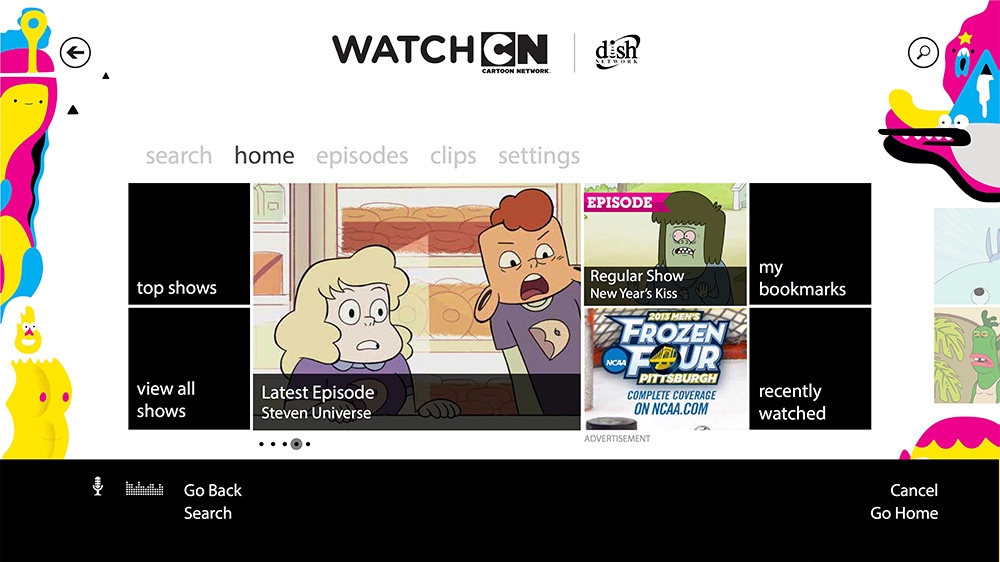 WATCH CN
CARTOON NETWORK.
dish
NETWORK
search home episodes clips settings
top shows
view all
shows
Latest Episode
Steven Universe
EPISODE
Regular Show
New Year's Kiss
2013 MEN'S
FROZEN
FOUR
NCAA
PITTSBURGH
COMPLETE COVERAGE
ON NCAA.COM
ADVERTISEMENT
my
bookmarks
recently
watched
Go Back
Search
Cancel
Go Home